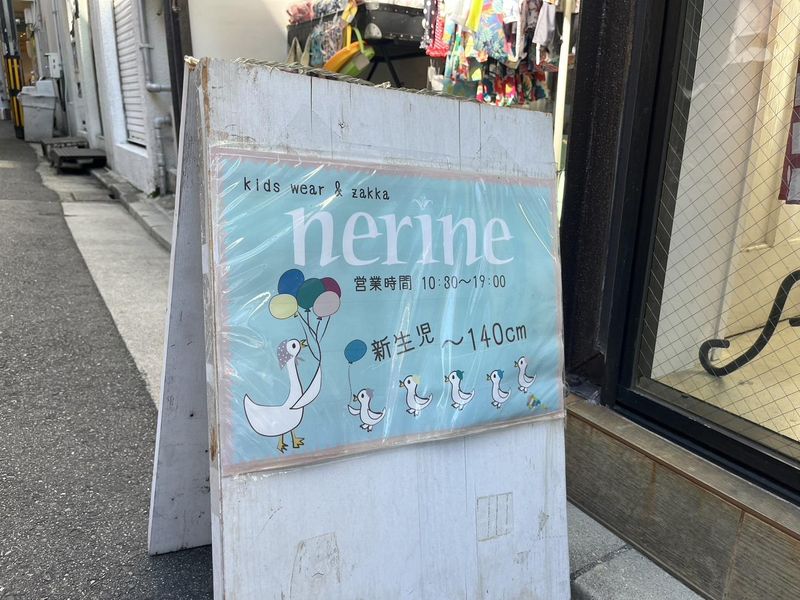 kids wear & zakka
nerine
営業時間 10:30～19:00
新生児 ～140cm